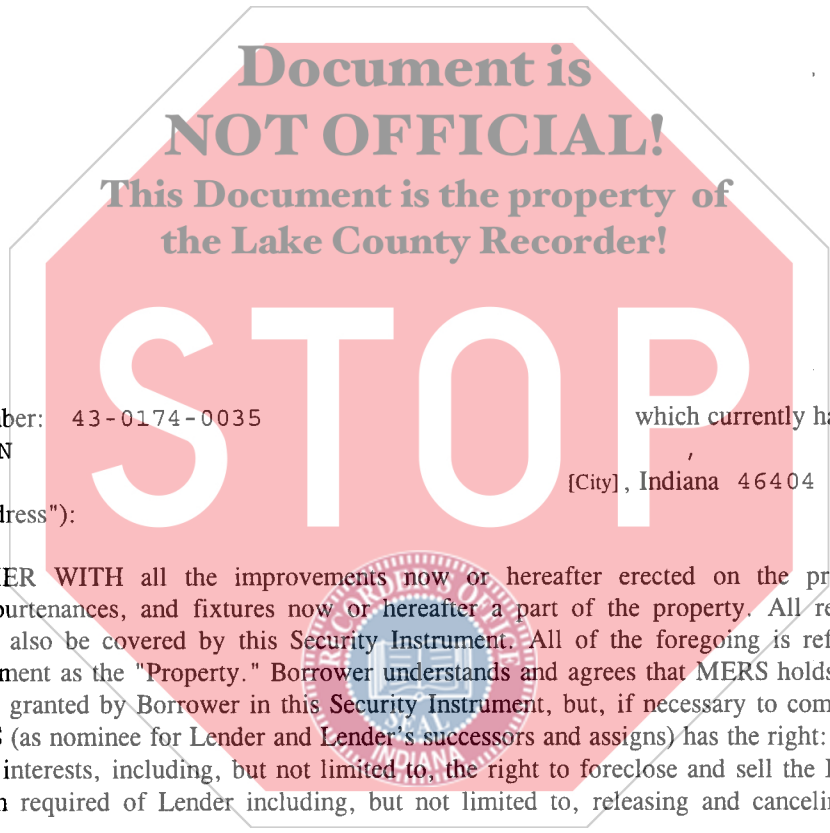 Document is
NOT OFFICIAL!
This Document is the property of
the Lake County Recorder!
STOP
ber: 43-0174-0035 which currently ha
N ,
[City], Indiana 46404
dress"):
ER WITH all the improvements now or hereafter erected on the pr
purtenances, and fixtures now or hereafter a part of the property. All re
also be covered by this Security Instrument. All of the foregoing is ref
ment as the "Property." Borrower understands and agrees that MERS holds
granted by Borrower in this Security Instrument, but, if necessary to com
S (as nominee for Lender and Lender's successors and assigns) has the right:
interests, including, but not limited to, the right to foreclose and sell the
n required of Lender including, but not limited to, releasing and cancelin
RECORDER'S OFFICE
SEAL
INDIANA